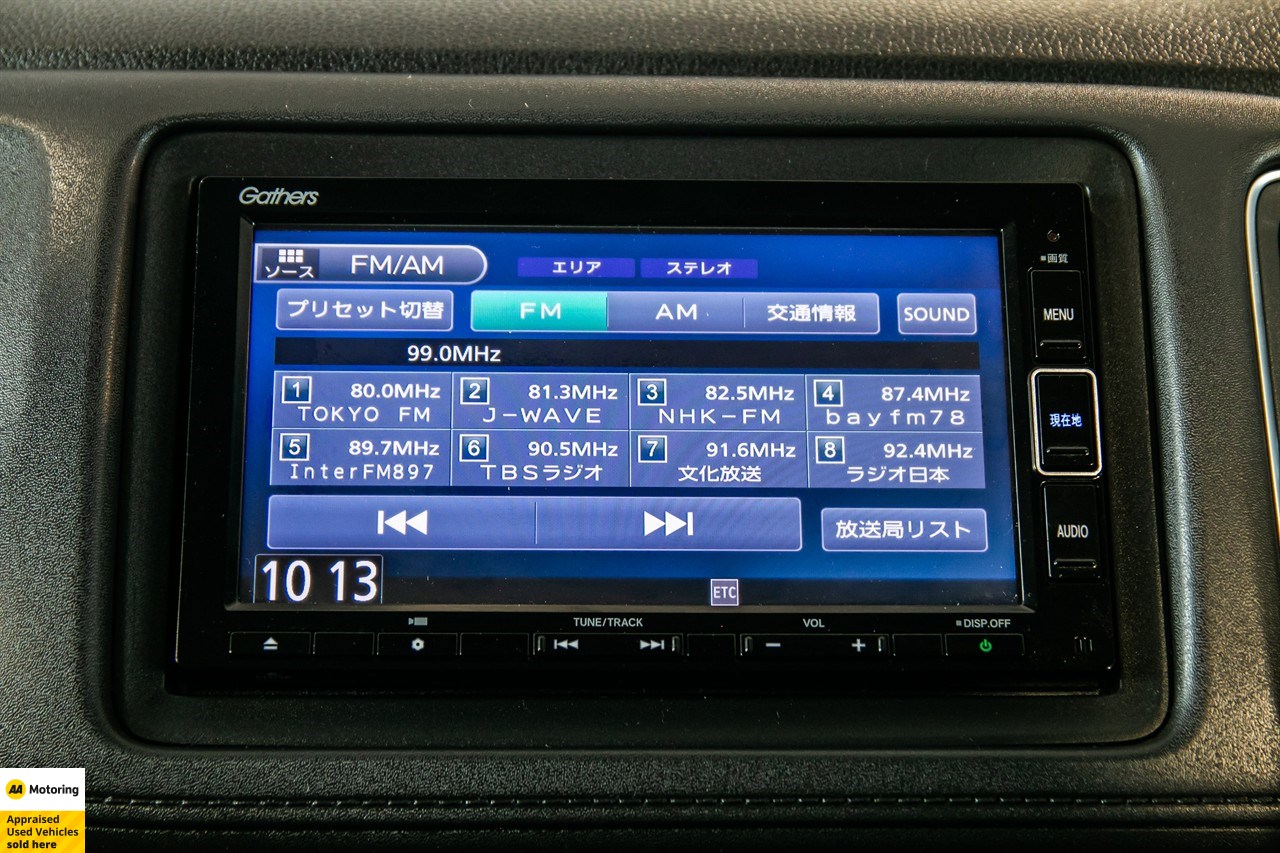 Gathers
ソース FM/AM エリア ステレオ
プリセット切替 FM AM 交通情報 SOUND
99.0MHz
1 80.0MHz 2 81.3MHz 3 82.5MHz 4 87.4MHz
TOKYO FM J-WAVE NHK-FM bayfm78
5 89.7MHz 6 90.5MHz 7 91.6MHz 8 92.4MHz
InterFM897 TBSラジオ 文化放送 ラジオ日本
放送局リスト
10 13 ETC
画質
MENU
現在地
AUDIO
TUNE/TRACK VOL DISP.OFF
AA Motoring
Appraised
Used Vehicles
sold here